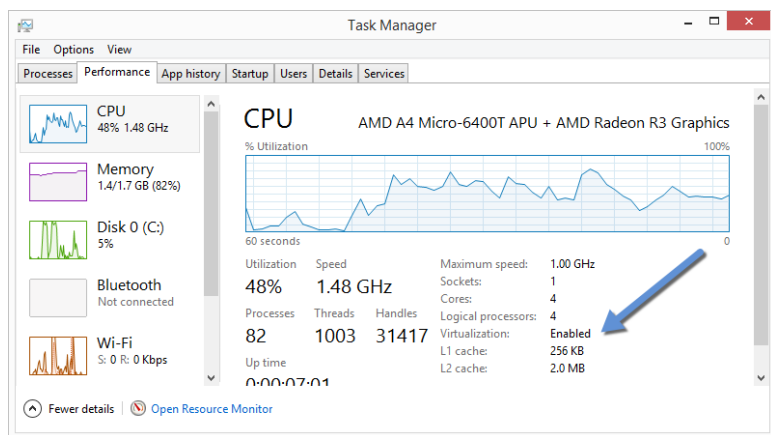 Task Manager
File Options View
Processes Performance App history Startup Users Details Services
CPU
48% 1.48 GHz
Memory
1.4/1.7 GB (82%)
Disk 0 (C:)
5%
Bluetooth
Not connected
Wi-Fi
S: 0 R: 0 Kbps
CPU AMD A4 Micro-6400T APU + AMD Radeon R3 Graphics
% Utilization 100%
60 seconds 0
Utilization Speed
48% 1.48 GHz
Processes Threads Handles
82 1003 31417
Up time
0:00:07:01
Maximum speed: 1.00 GHz
Sockets: 1
Cores: 4
Logical processors: 4
Virtualization: Enabled
L1 cache: 256 KB
L2 cache: 2.0 MB
Fewer details Open Resource Monitor